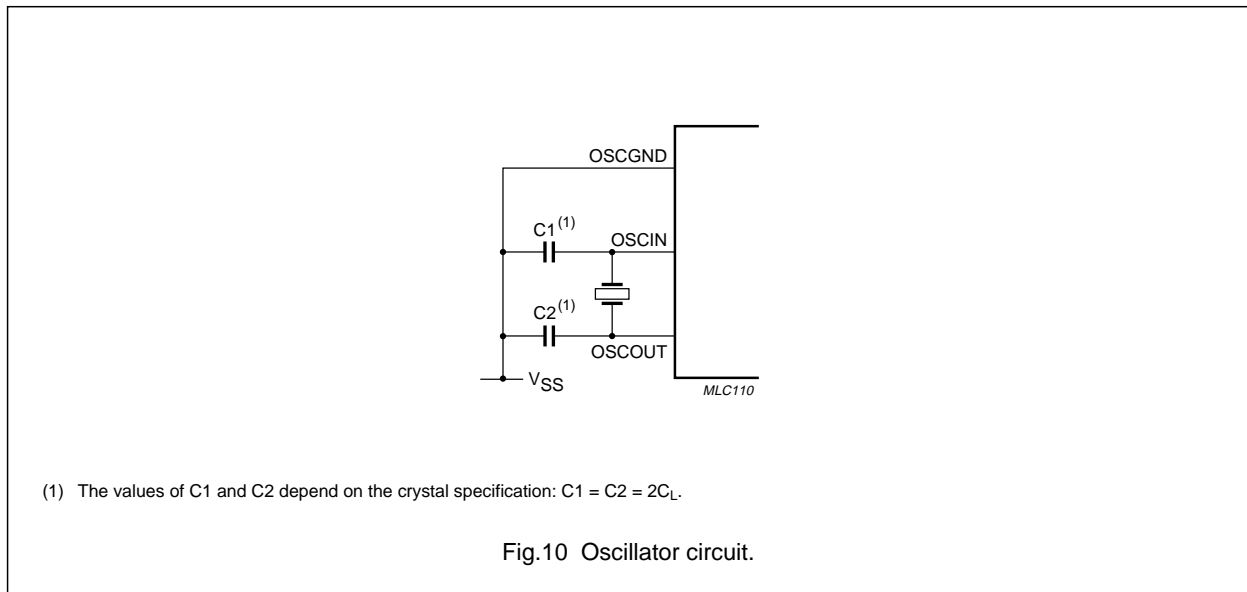 OSCGND
C1(1)
OSCIN
C2(1)
OSCOUT
VSS
MLC110
(1) The values of C1 and C2 depend on the crystal specification: C1 = C2 = 2CL.
Fig.10 Oscillator circuit.